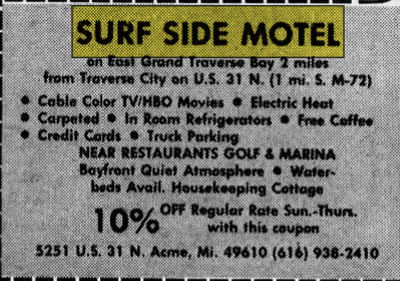 SURF SIDE MOTEL
on East Grand Traverse Bay 2 miles
from Traverse City on U.S. 31 N. (1 mi. S. M-72)
• Cable Color TV/HBO Movies • Electric Heat
• Carpeted • In Room Refrigerators • Free Coffee
• Credit Cards • Truck Parking
NEAR RESTAURANTS GOLF & MARINA
Bayfront Quiet Atmosphere • Water-
beds Avail. Housekeeping Cottage
10% OFF Regular Rate Sun.-Thurs.
with this coupon
5251 U.S. 31 N. Acme, Mi. 49610 (616) 938-2410